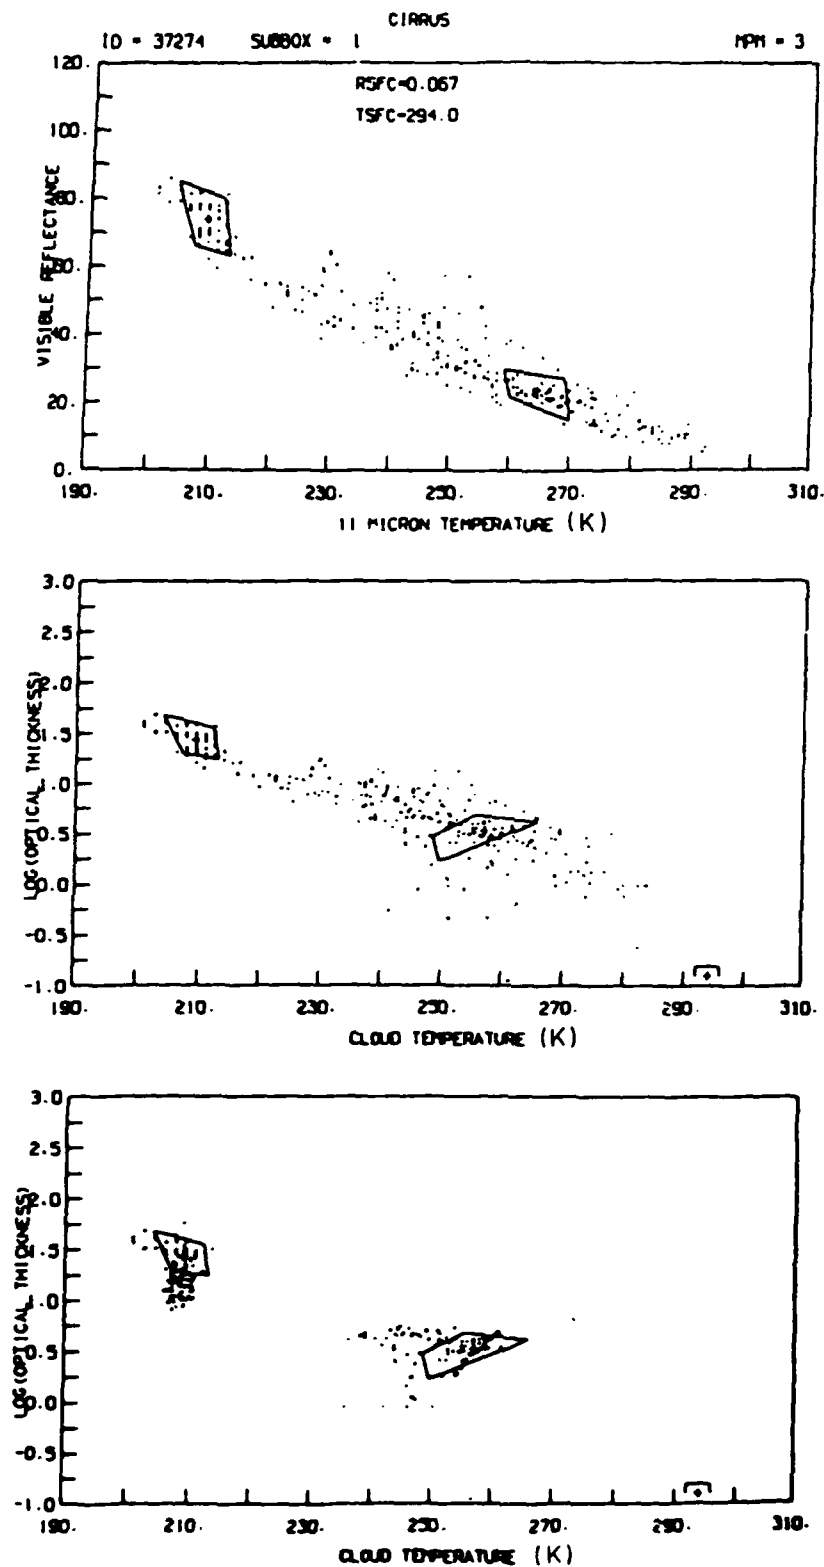 CIRRUS
ID = 37274 SUBBOX = 1 MPM = 3
120.
RSFC=0.067
TSFC=294.0
100.
80.
VISIBLE REFLECTANCE
60.
40.
20.
0.
190. 210. 230. 250. 270. 290. 310.
11 MICRON TEMPERATURE (K)
3.0
2.5
2.0
LOG(OPTICAL THICKNESS)
1.5
1.0
0.5
0.0
-0.5
-1.0
190. 210. 230. 250. 270. 290. 310.
CLOUD TEMPERATURE (K)
3.0
2.5
2.0
LOG(OPTICAL THICKNESS)
1.5
1.0
0.5
0.0
-0.5
-1.0
190. 210. 230. 250. 270. 290. 310.
CLOUD TEMPERATURE (K)